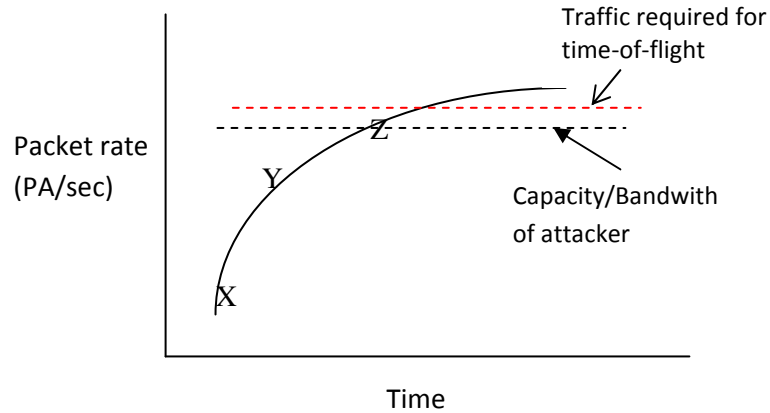 Traffic required for
time-of-flight
Packet rate
(PA/sec)
Z
Y
Capacity/Bandwith
of attacker
X
Time